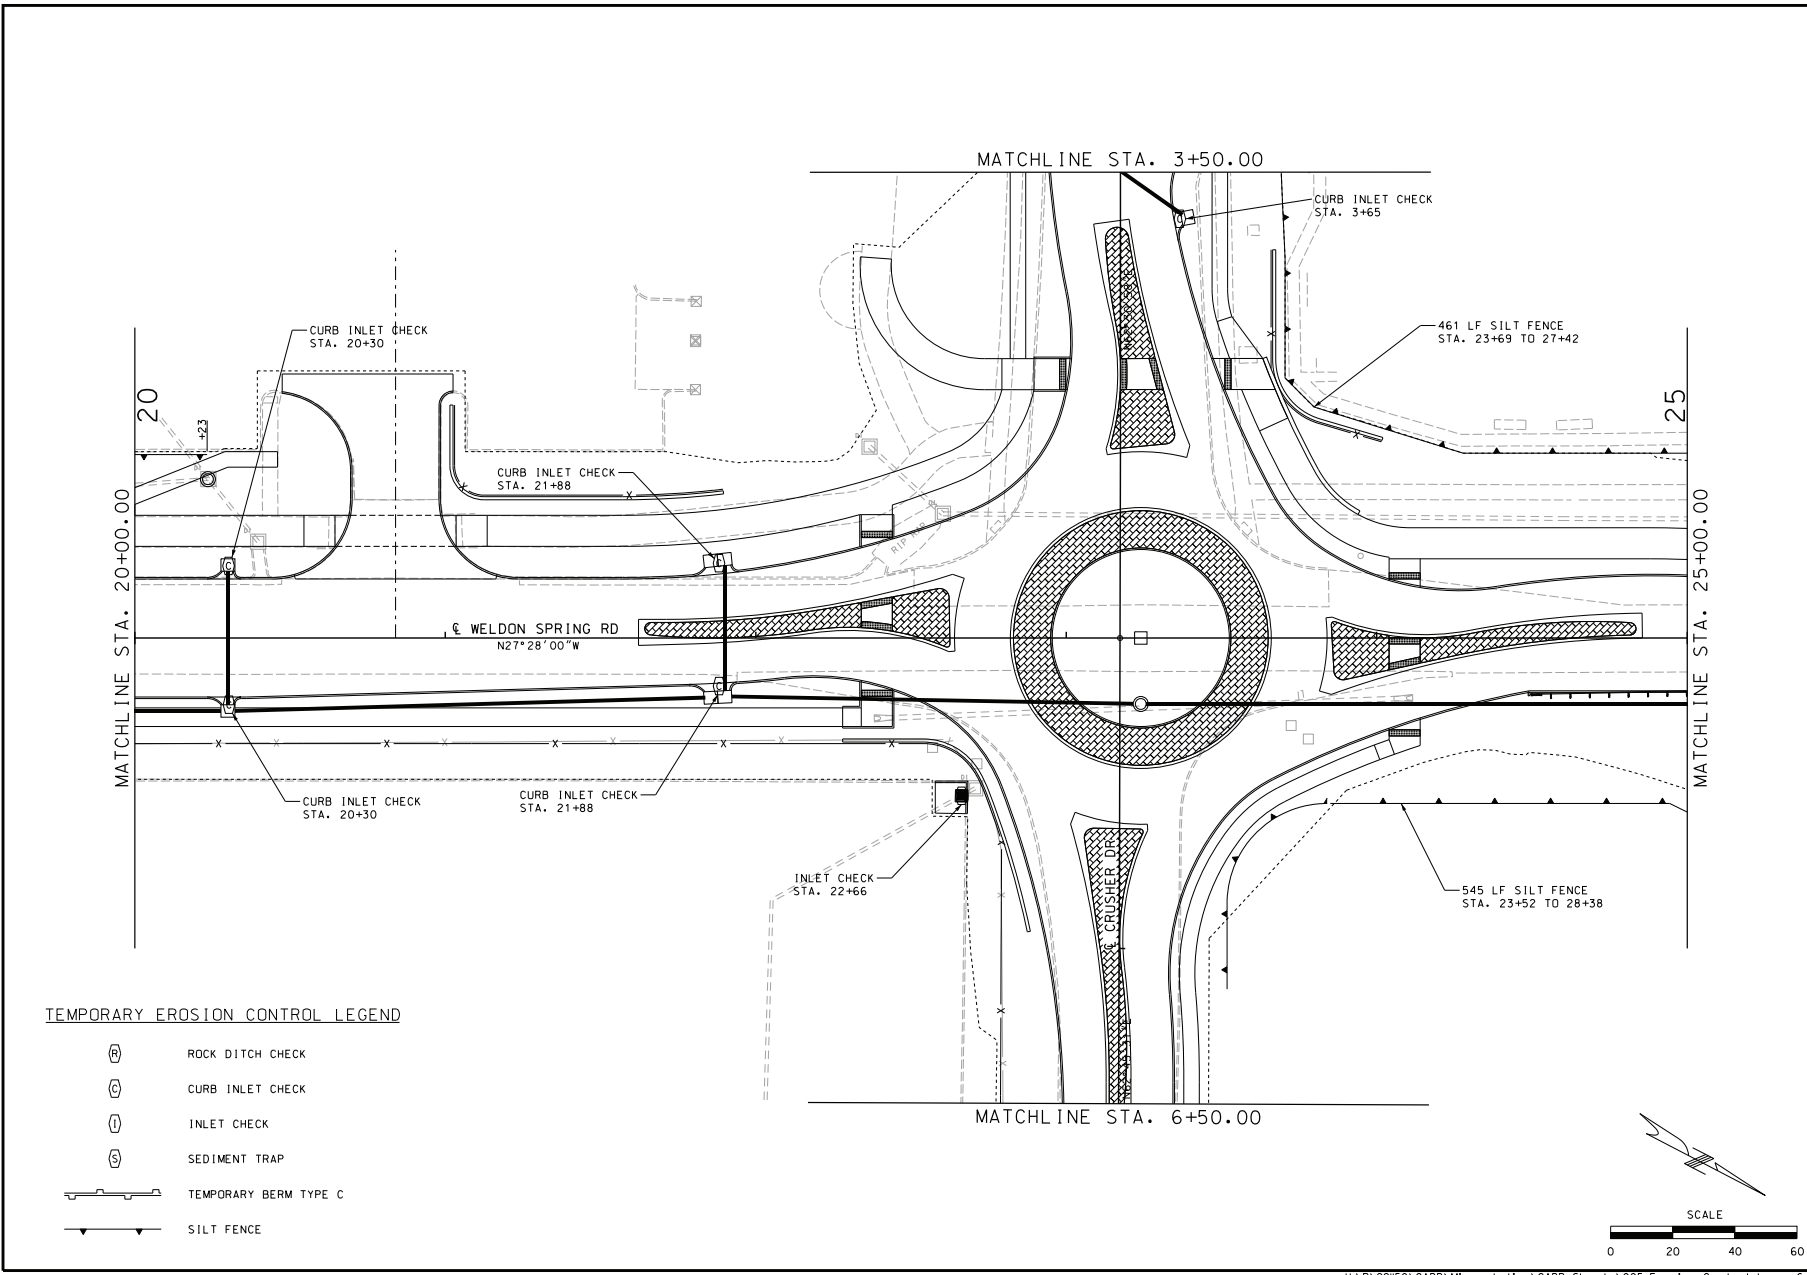 MATCHLINE STA. 3+50.00
CURB INLET CHECK
STA. 3+65
CURB INLET CHECK
STA. 20+30
461 LF SILT FENCE
STA. 23+69 TO 27+42
20
+23
25
CURB INLET CHECK
STA. 21+88
MATCHLINE STA. 20+00.00
MATCHLINE STA. 25+00.00
RIP RAP
C
C
C
℄ WELDON SPRING RD
N27°28'00"W
C
C
CURB INLET CHECK
STA. 20+30
CURB INLET CHECK
STA. 21+88
INLET CHECK
STA. 22+66
℄ CRUSHER DR
545 LF SILT FENCE
STA. 23+52 TO 28+38
MATCHLINE STA. 6+50.00
TEMPORARY EROSION CONTROL LEGEND
R ROCK DITCH CHECK
C CURB INLET CHECK
I INLET CHECK
S SEDIMENT TRAP
TEMPORARY BERM TYPE C
SILT FENCE
SCALE
0 20 40 60